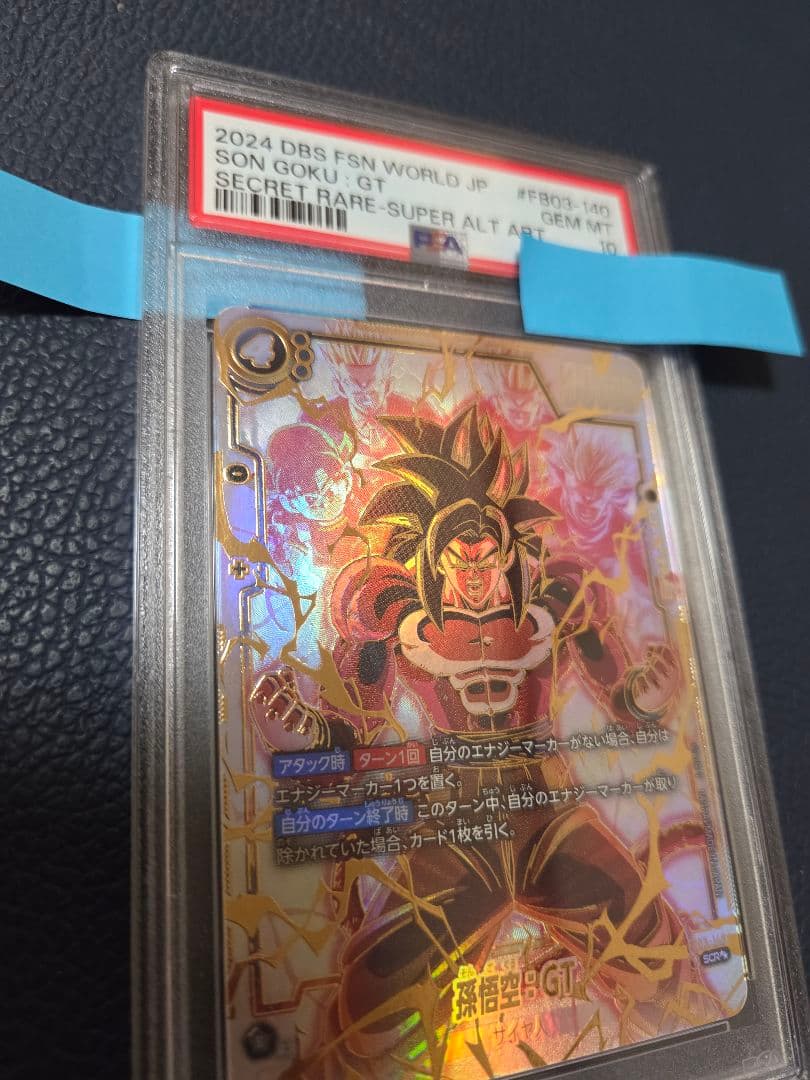 2024 DBS FSN WORLD JP #FB03-140
SON GOKU : GT GEM MT
SECRET RARE-SUPER ALT ART 10
PSA
アタック時 ターン1回 自分のエナジーマーカーがない場合、自分は
エナジーマーカー1つを置く。
自分のターン終了時 このターン中、自分のエナジーマーカーが取り
除かれていた場合、カード1枚を引く。
SCR
孫悟空:GT
サイヤ人